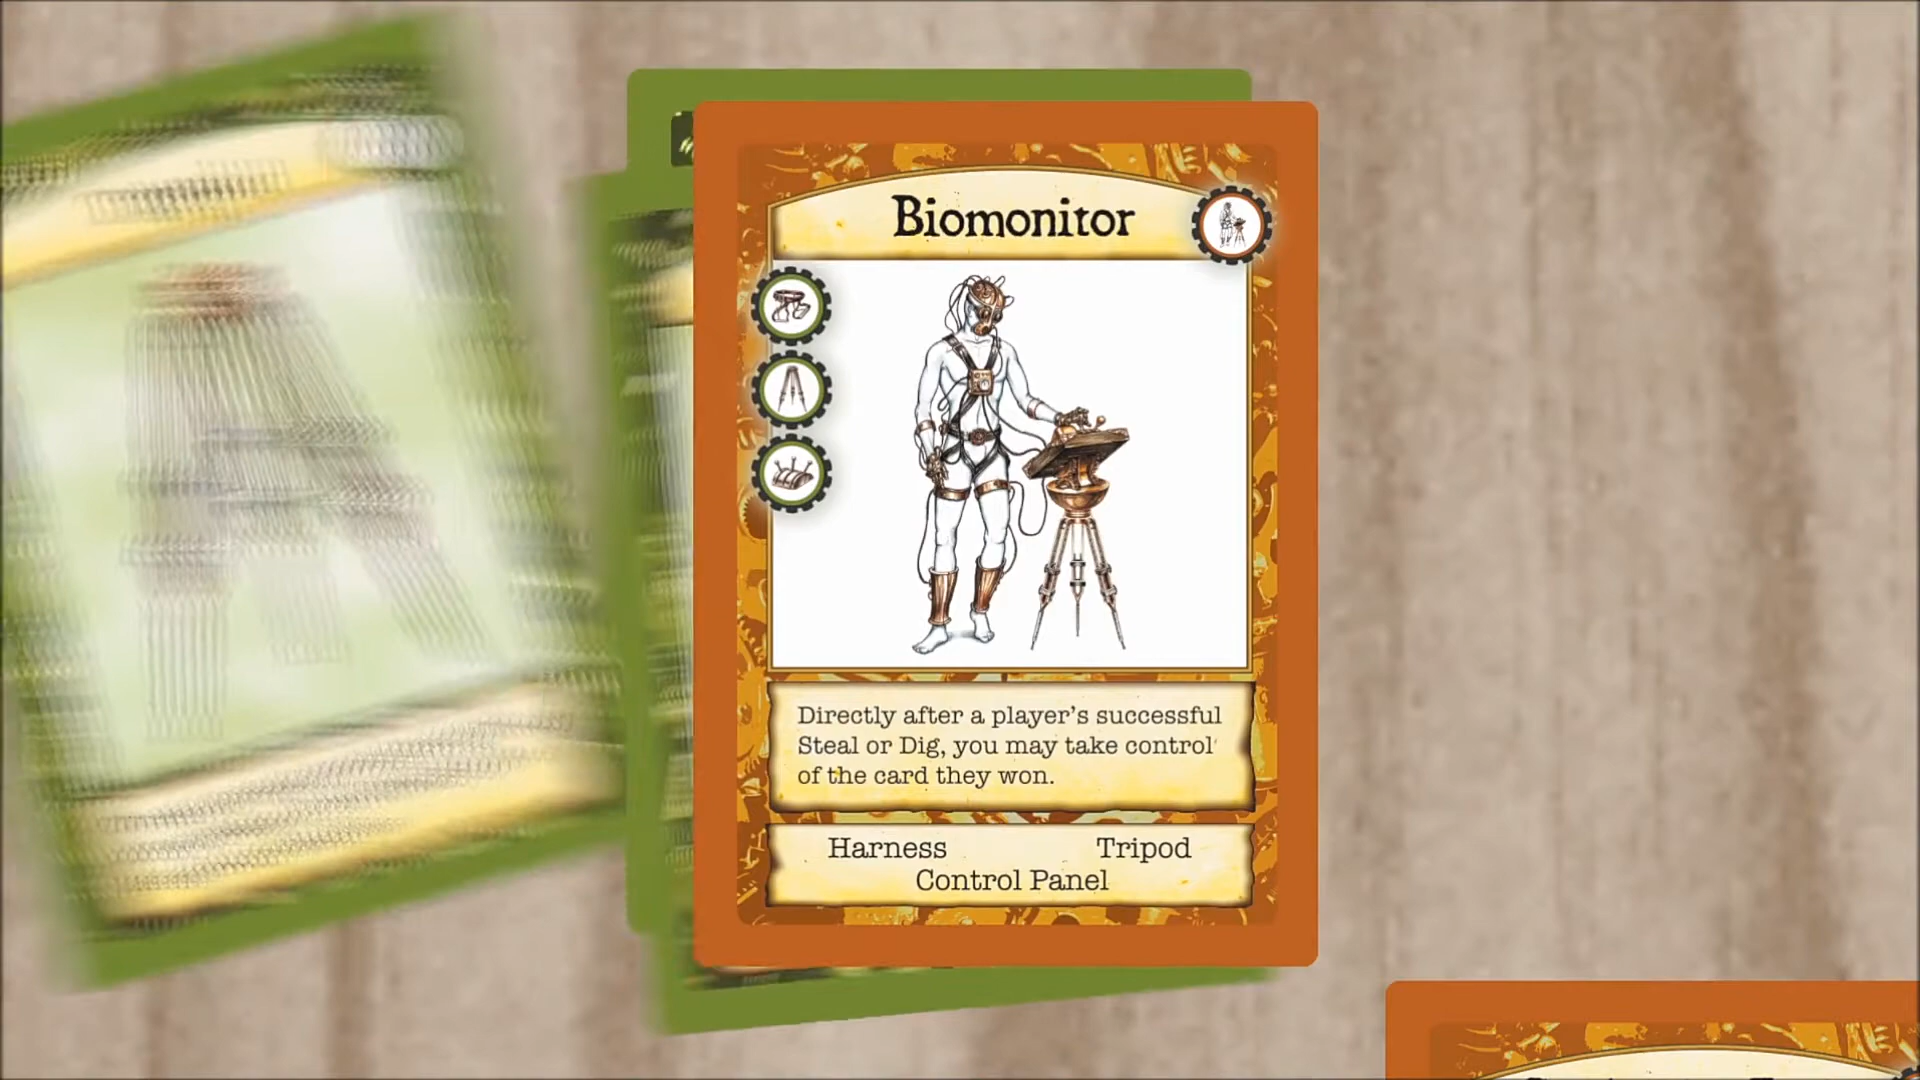 Biomonitor
Directly after a player's successful
Steal or Dig, you may take control
of the card they won.
Harness Tripod
Control Panel